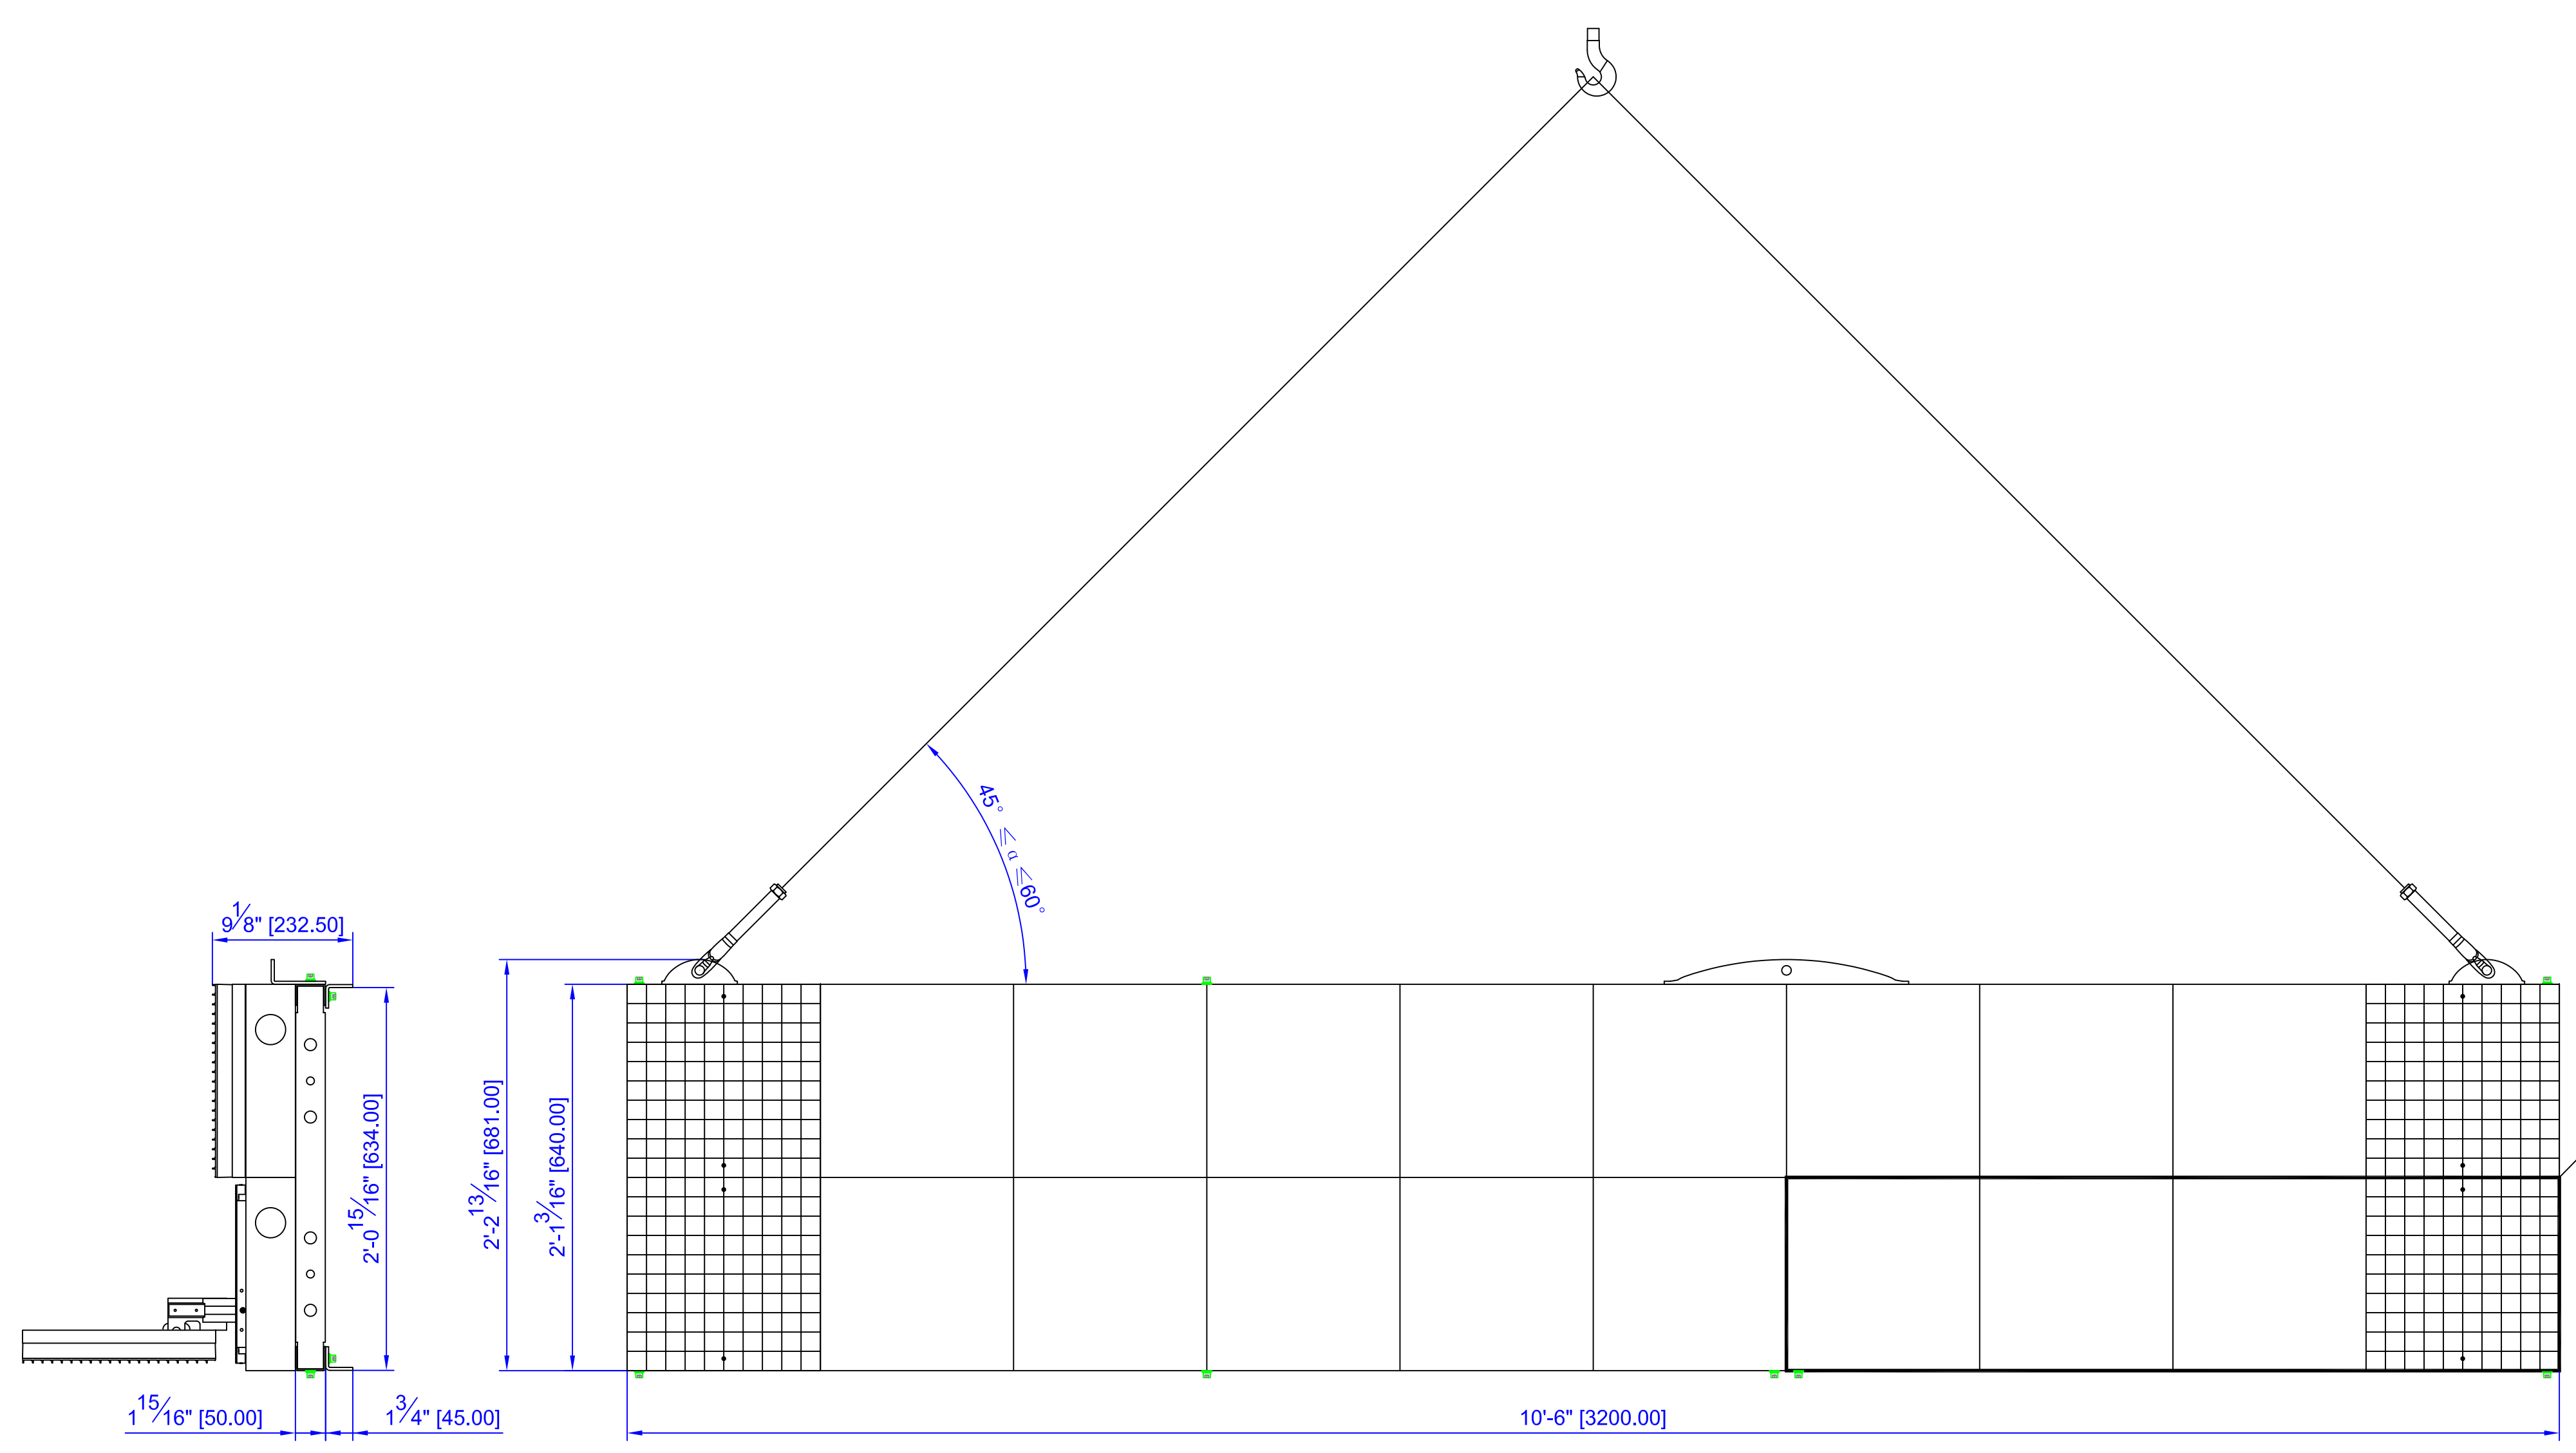 45° ≤ α ≤60°
9 1/8" [232.50]
2'-0 15/16" [634.00]
2'-2 13/16" [681.00]
2'-1 3/16" [640.00]
1 15/16" [50.00]
1 3/4" [45.00]
10'-6" [3200.00]